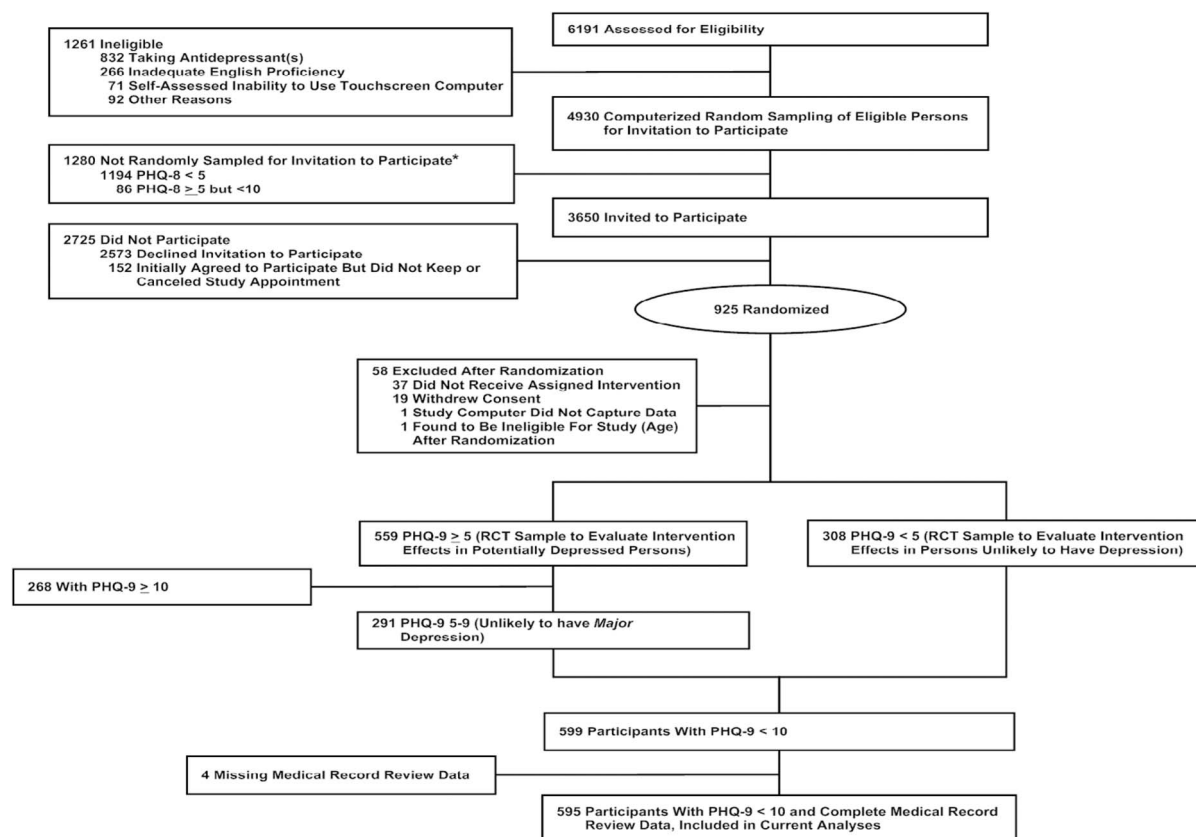 6191 Assessed for Eligibility
1261 Ineligible
832 Taking Antidepressant(s)
266 Inadequate English Proficiency
71 Self-Assessed Inability to Use Touchscreen Computer
92 Other Reasons
4930 Computerized Random Sampling of Eligible Persons
for Invitation to Participate
1280 Not Randomly Sampled for Invitation to Participate*
1194 PHQ-8 < 5
86 PHQ-8 ≥ 5 but <10
3650 Invited to Participate
2725 Did Not Participate
2573 Declined Invitation to Participate
152 Initially Agreed to Participate But Did Not Keep or
Canceled Study Appointment
925 Randomized
58 Excluded After Randomization
37 Did Not Receive Assigned Intervention
19 Withdrew Consent
1 Study Computer Did Not Capture Data
1 Found to Be Ineligible For Study (Age)
After Randomization
559 PHQ-9 ≥ 5 (RCT Sample to Evaluate Intervention
Effects in Potentially Depressed Persons)
308 PHQ-9 < 5 (RCT Sample to Evaluate Intervention
Effects in Persons Unlikely to Have Depression)
268 With PHQ-9 ≥ 10
291 PHQ-9 5-9 (Unlikely to have Major
Depression)
599 Participants With PHQ-9 < 10
4 Missing Medical Record Review Data
595 Participants With PHQ-9 < 10 and Complete Medical Record
Review Data, Included in Current Analyses